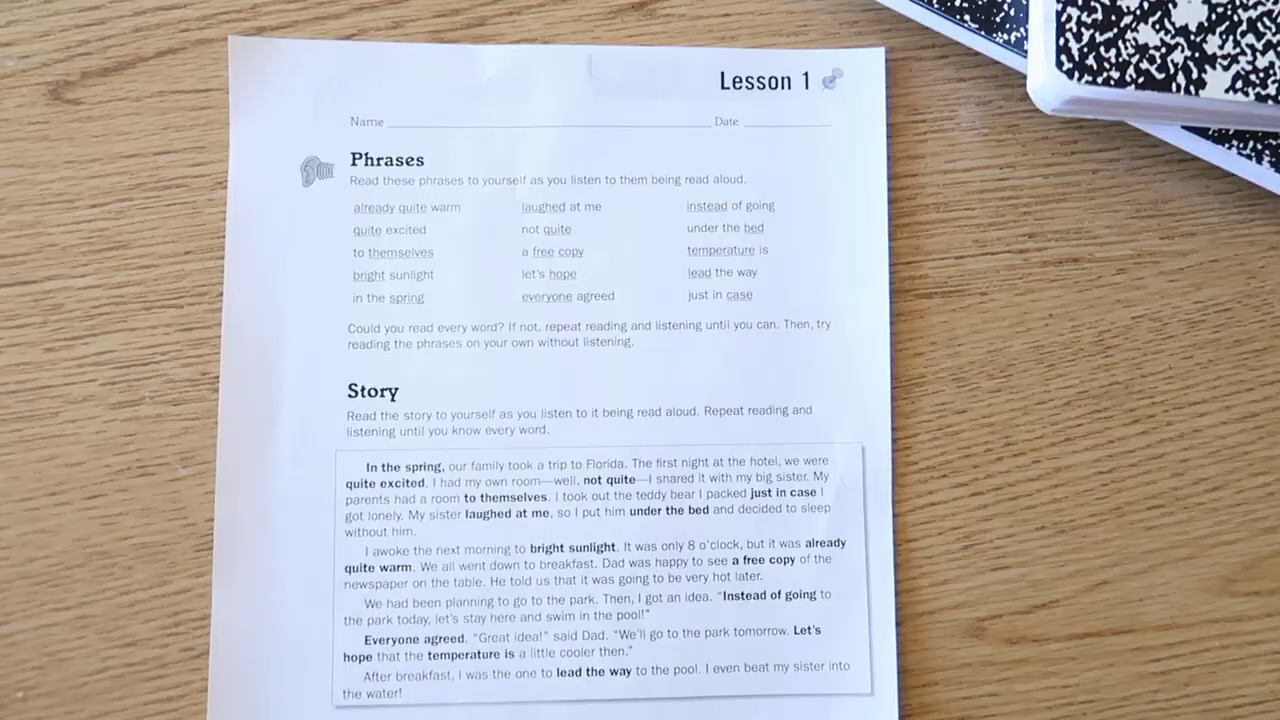 Lesson 1
Name Date
Phrases
Read these phrases to yourself as you listen to them being read aloud.
already quite warm laughed at me instead of going
quite excited not quite under the bed
to themselves a free copy temperature is
bright sunlight let's hope lead the way
in the spring everyone agreed just in case
Could you read every word? If not, repeat reading and listening until you can. Then, try
reading the phrases on your own without listening.
Story
Read the story to yourself as you listen to it being read aloud. Repeat reading and
listening until you know every word.
In the spring, our family took a trip to Florida. The first night at the hotel, we were
quite excited. I had my own room—well, not quite—I shared it with my big sister. My
parents had a room to themselves. I took out the teddy bear I packed just in case I
got lonely. My sister laughed at me, so I put him under the bed and decided to sleep
without him.
I awoke the next morning to bright sunlight. It was only 8 o'clock, but it was already
quite warm. We all went down to breakfast. Dad was happy to see a free copy of the
newspaper on the table. He told us that it was going to be very hot later.
We had been planning to go to the park. Then, I got an idea. "Instead of going to
the park today, let's stay here and swim in the pool!"
Everyone agreed. "Great idea!" said Dad. "We'll go to the park tomorrow. Let's
hope that the temperature is a little cooler then."
After breakfast, I was the one to lead the way to the pool. I even beat my sister into
the water!